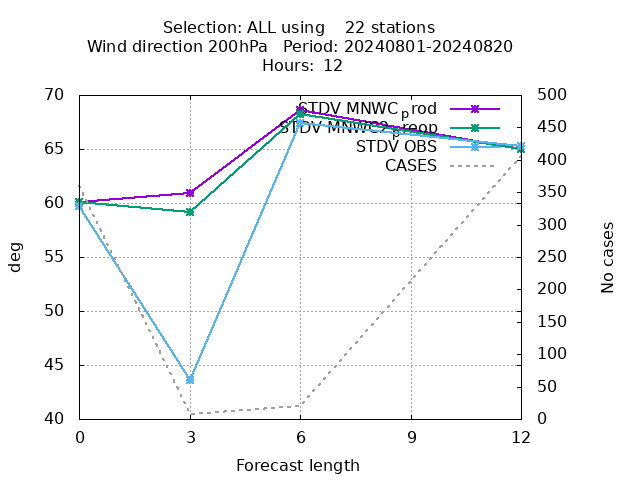 Selection: ALL using    22 stations
Wind direction 200hPa   Period: 20240801-20240820
Hours:  12
70
65
60
55
50
45
40
500
450
400
350
300
250
200
150
100
50
0
STDV MNWC_prod
STDV MNWC2_preop
STDV OBS
CASES
deg
No cases
0 3 6 9 12
Forecast length